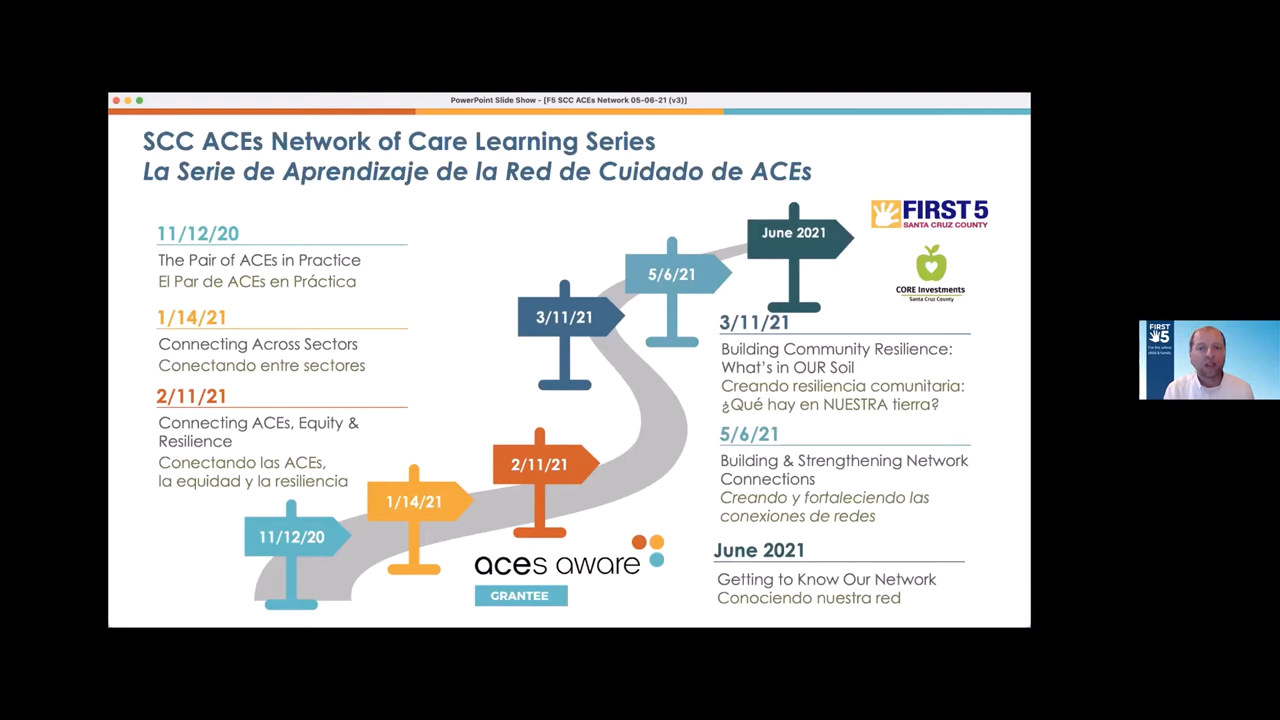 PowerPoint Slide Show - [F5 SCC ACEs Network 05-06-21 (v3)]
SCC ACEs Network of Care Learning Series
La Serie de Aprendizaje de la Red de Cuidado de ACEs
11/12/20
The Pair of ACEs in Practice
El Par de ACEs en Práctica
1/14/21
Connecting Across Sectors
Conectando entre sectores
2/11/21
Connecting ACEs, Equity &
Resilience
Conectando las ACEs,
la equidad y la resiliencia
11/12/20
1/14/21
2/11/21
3/11/21
5/6/21
June 2021
FIRST 5
SANTA CRUZ COUNTY
CORE Investments
Santa Cruz County
3/11/21
Building Community Resilience:
What's in OUR Soil
Creando resiliencia comunitaria:
¿Qué hay en NUESTRA tierra?
5/6/21
Building & Strengthening Network
Connections
Creando y fortaleciendo las
conexiones de redes
June 2021
Getting to Know Our Network
Conociendo nuestra red
aces aware
GRANTEE
FIRST
5